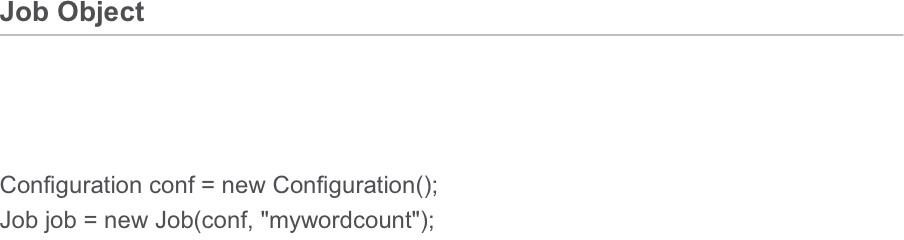 Job Object
Configuration conf = new Configuration();
Job job = new Job(conf, "mywordcount");